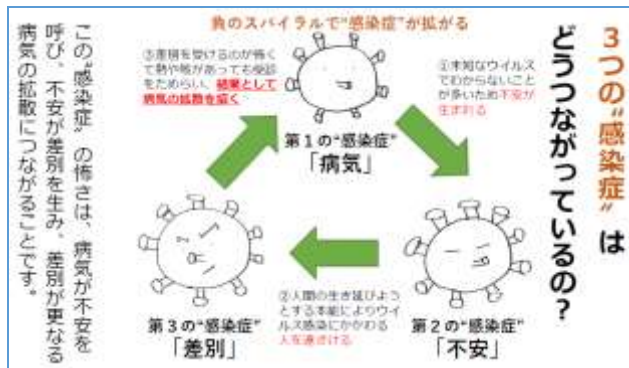 3つの“感染症”は
どうつながっているの?
負のスパイラルで“感染症”が拡がる
①未知なウイルス
でわからないこと
が多いため不安が
生まれる
第1の“感染症”
「病気」
第2の“感染症”
「不安」
②人間の生き延びよう
とする本能によりウイ
ルス感染にかかわる
人を遠ざける
第3の“感染症”
「差別」
③差別を受けるのが怖く
て熱や咳があっても受診
をためらい、結果として
病気の拡散を招く
この“感染症”の怖さは、病気が不安を
呼び、不安が差別を生み、差別が更なる
病気の拡散につながることです。